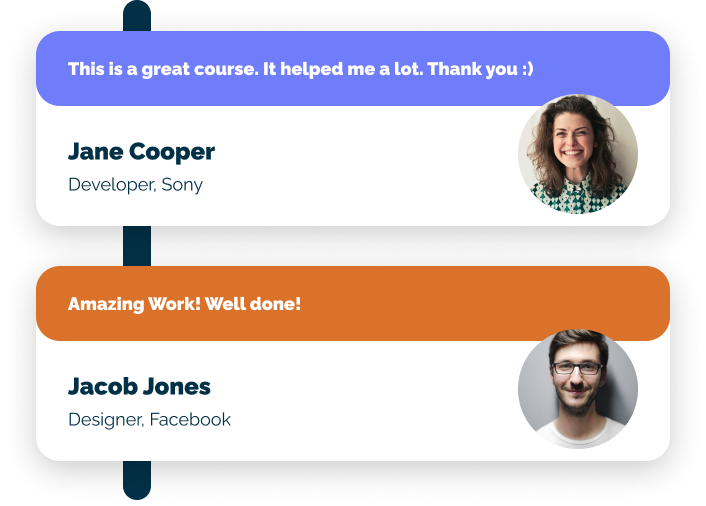 This is a great course. It helped me a lot. Thank you :)
Jane Cooper
Developer, Sony
Amazing Work! Well done!
Jacob Jones
Designer, Facebook